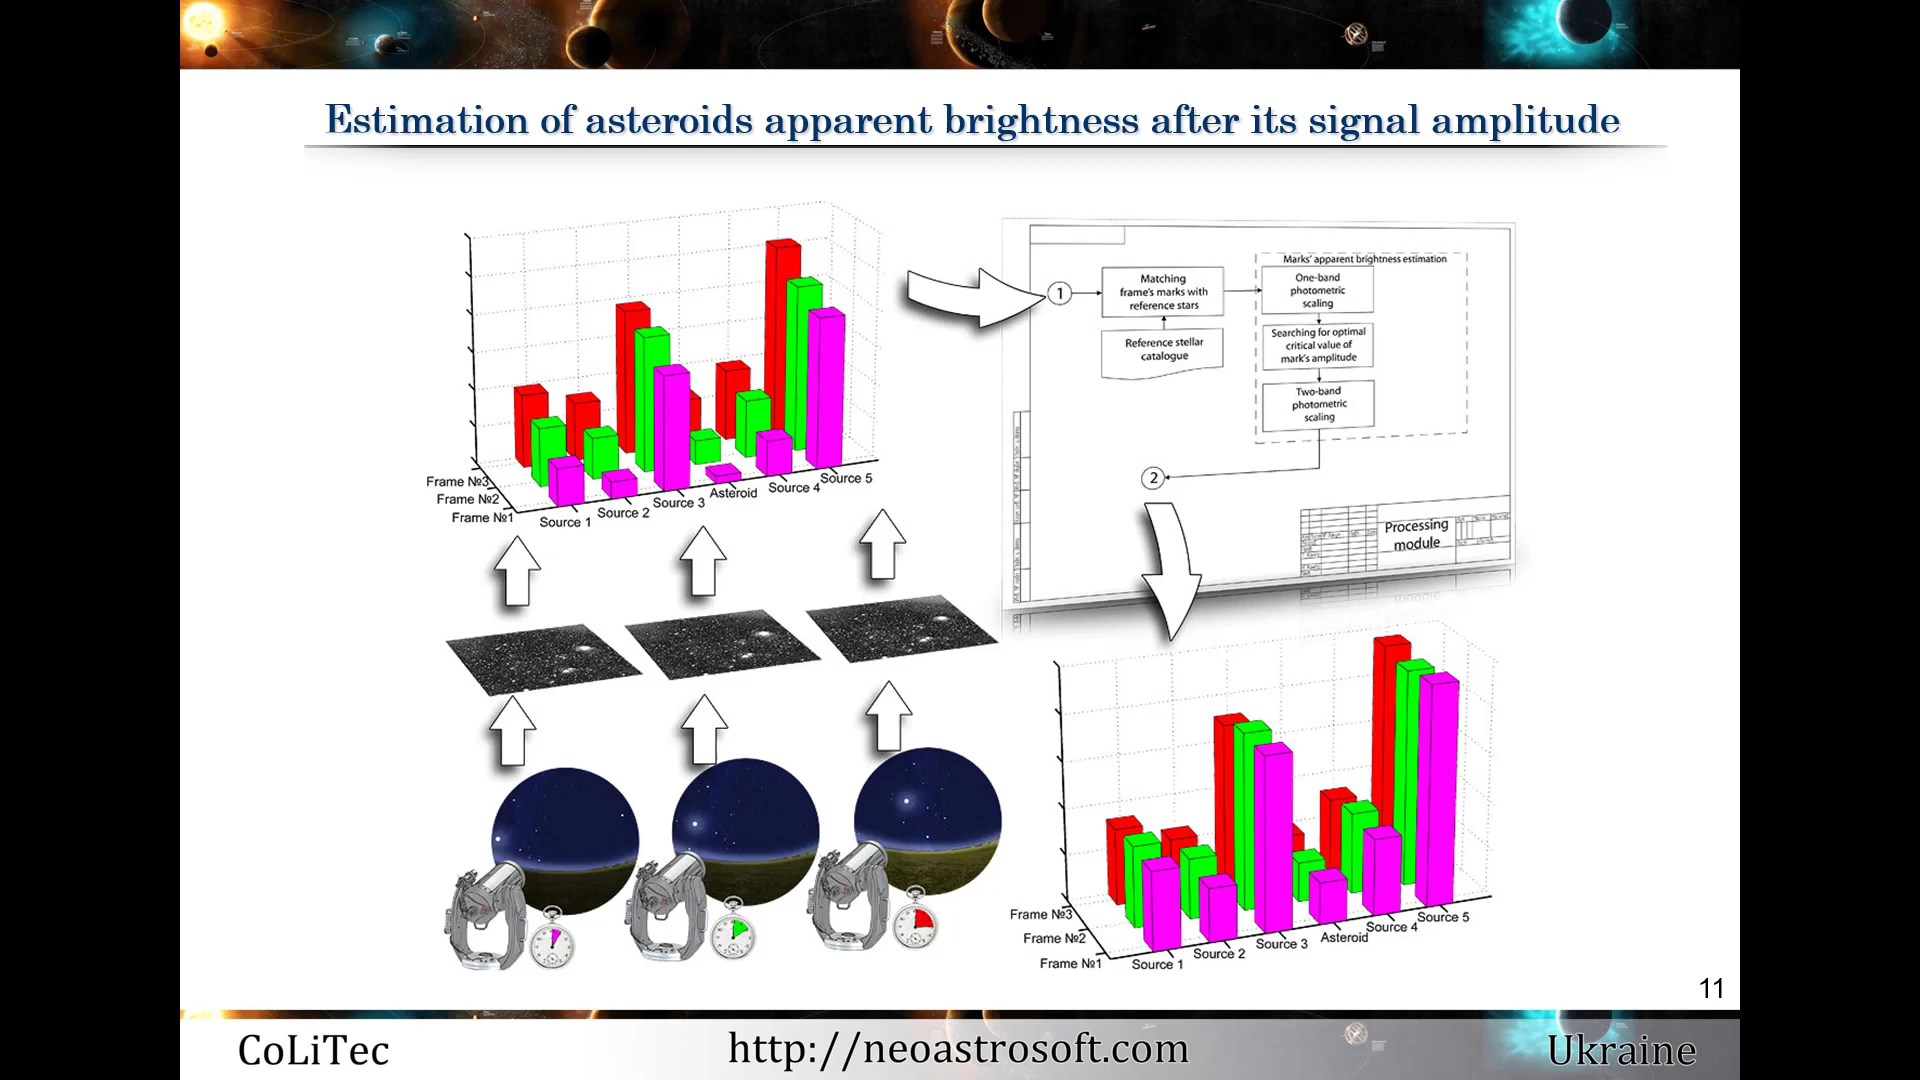 Estimation of asteroids apparent brightness after its signal amplitude
Frame №3
Frame №2
Frame №1
Source 1
Source 2
Source 3
Asteroid
Source 4
Source 5
1
Matching
frame's marks with
reference stars
Reference stellar
catalogue
Marks' apparent brightness estimation
One-band
photometric
scaling
Searching for optimal
critical value of
mark's amplitude
Two-band
photometric
scaling
2
Processing
module
Frame №3
Frame №2
Frame №1
Source 1
Source 2
Source 3
Asteroid
Source 4
Source 5
11
CoLiTec
http://neoastrosoft.com
Ukraine